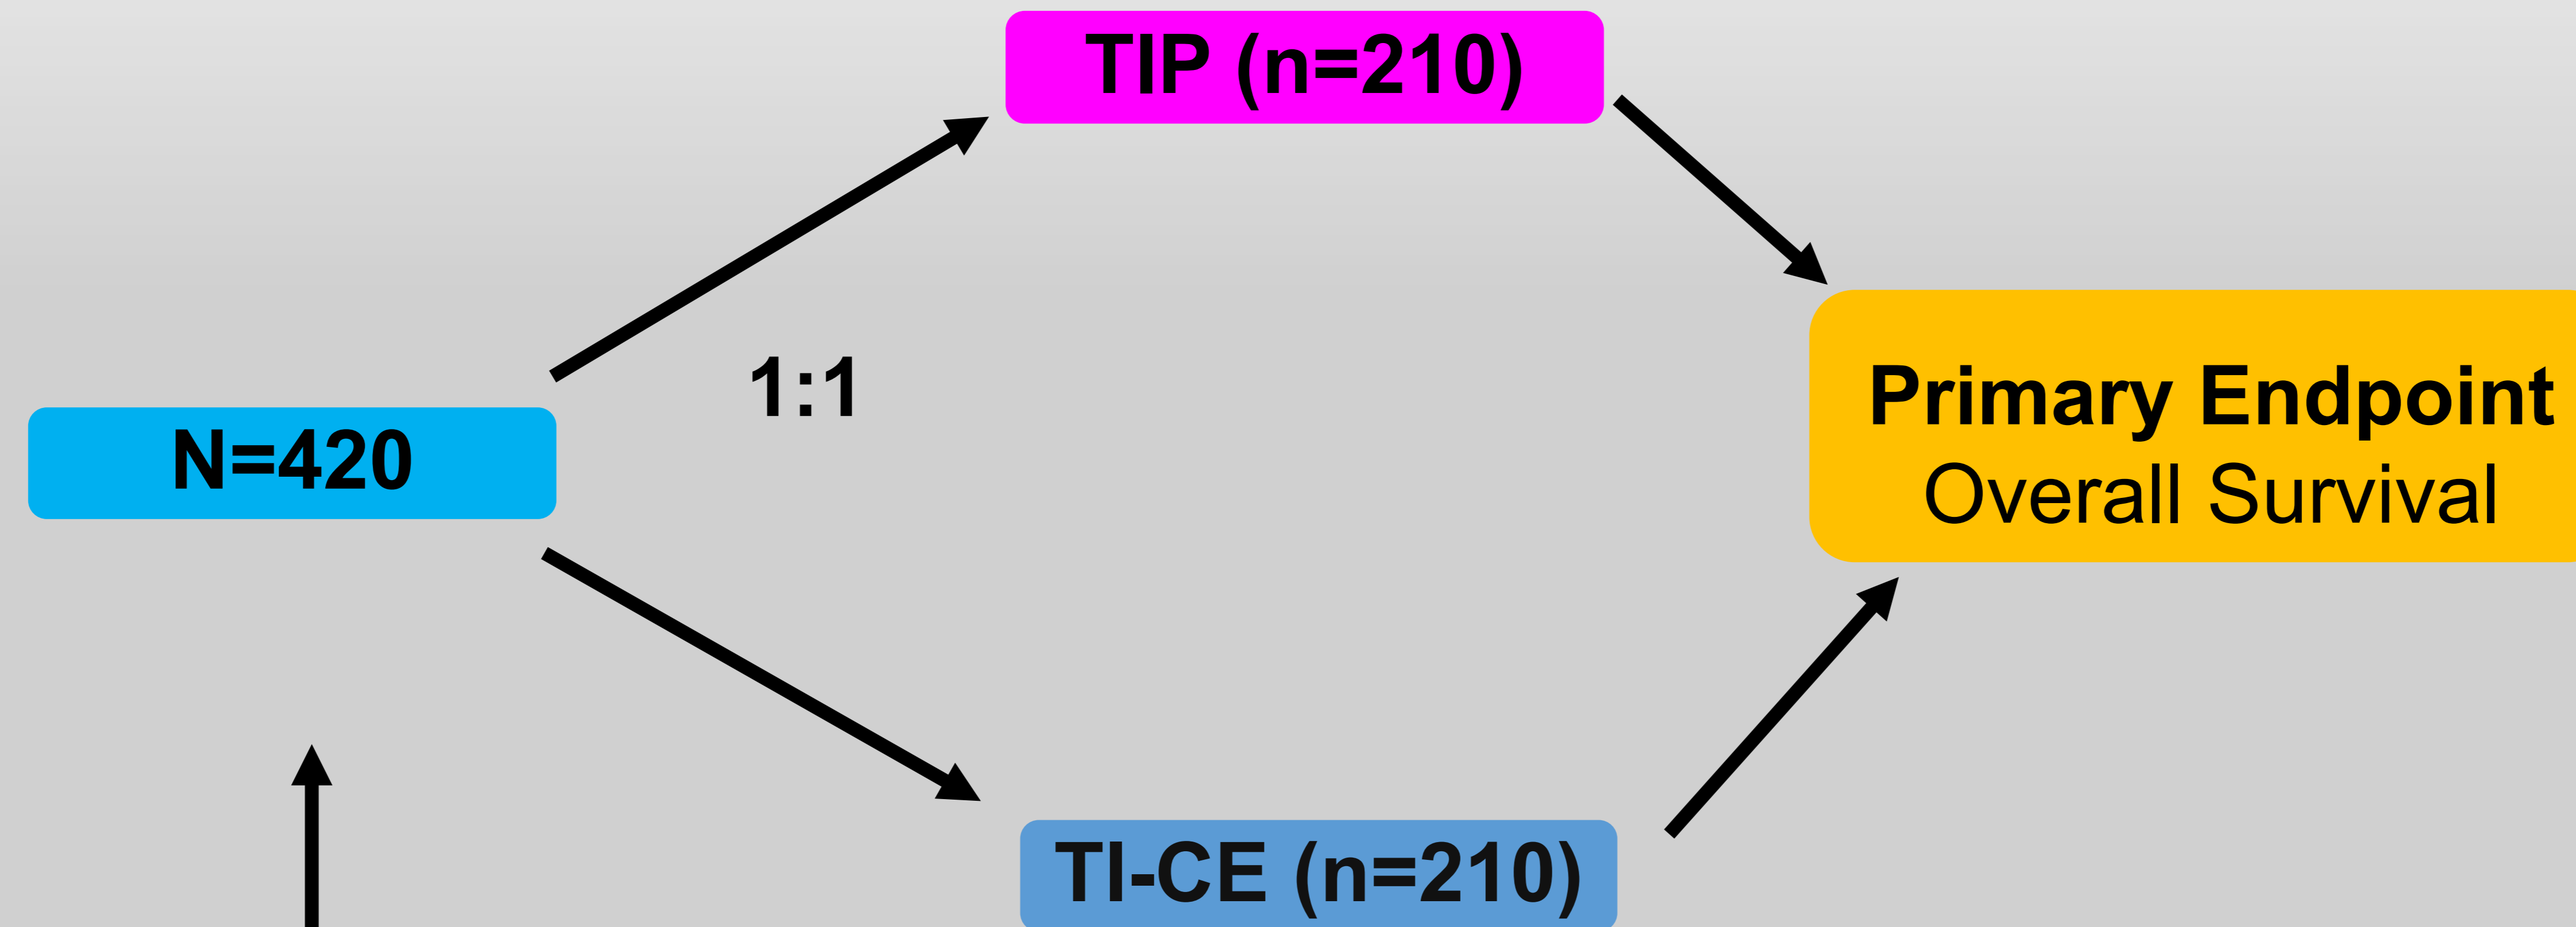 TIP (n=210)
1:1
N=420
Primary Endpoint
Overall Survival
TI-CE (n=210)